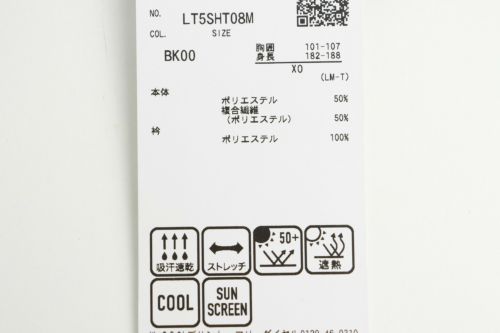 NO. LT5SHT08M
COL. SIZE
BK00 胸囲 101-107
身長 182-188
XO
(LM-T)
本体
ポリエステル 50%
複合繊維
(ポリエステル) 50%
衿
ポリエステル 100%
50+
吸汗速乾 ストレッチ 遮熱
COOL SUN
SCREEN